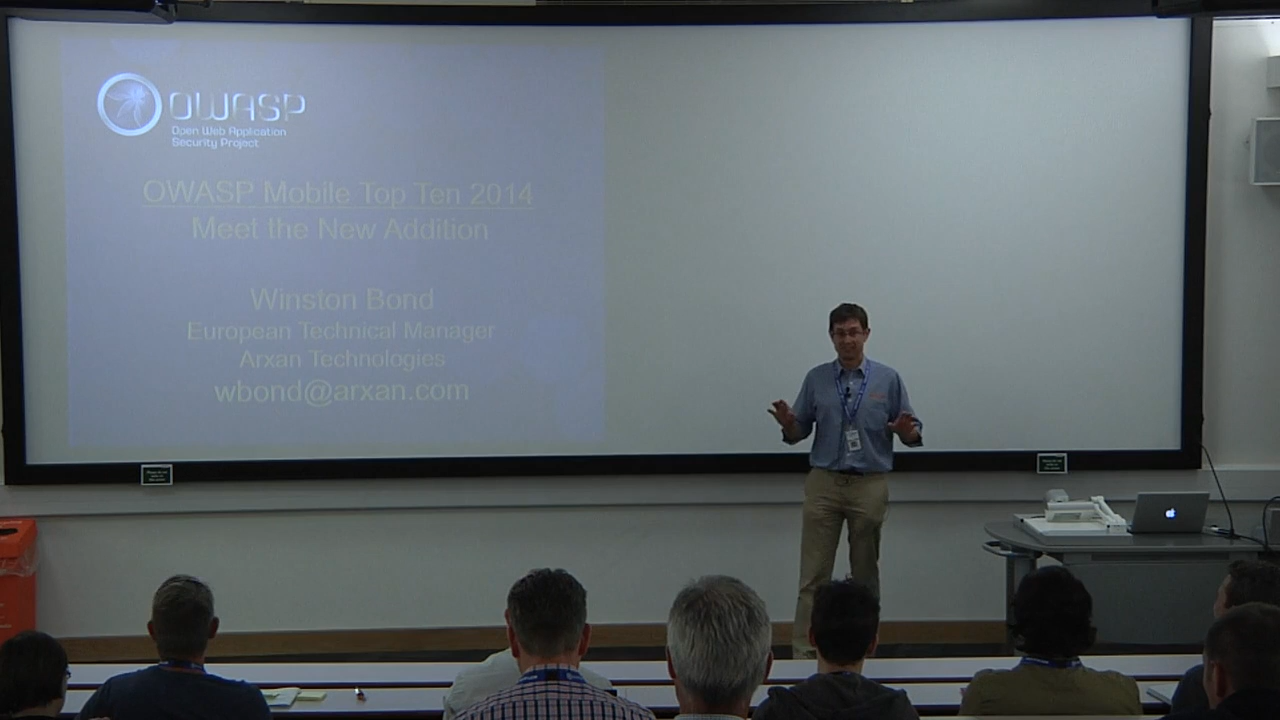 OWASP
Open Web Application
Security Project
OWASP Mobile Top Ten 2014
Meet the New Addition
Winston Bond
European Technical Manager
Arxan Technologies
wbond@arxan.com